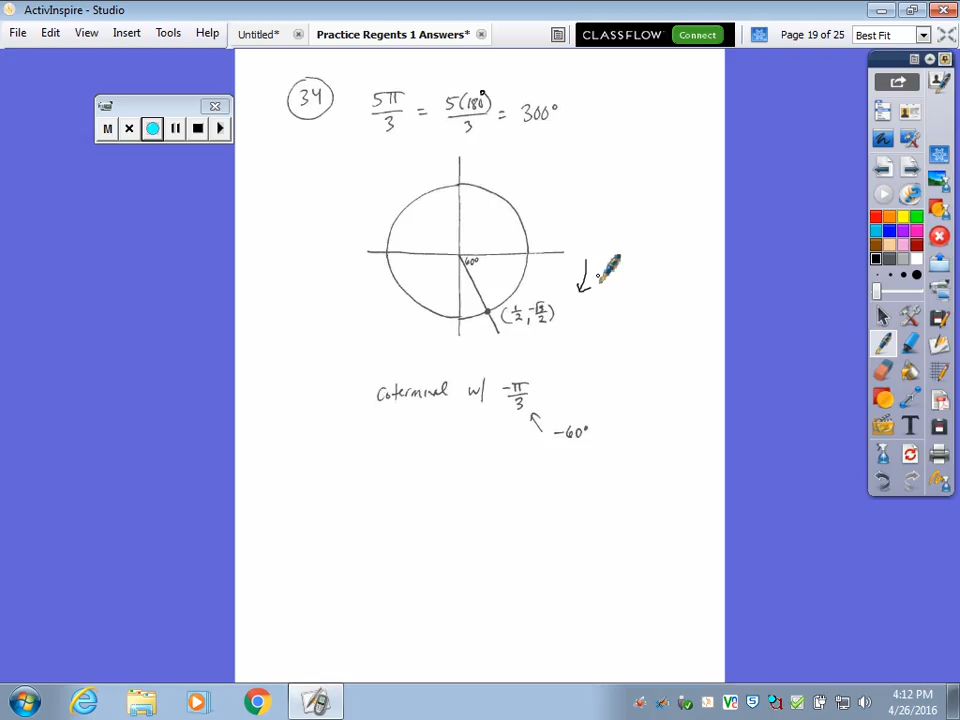 ActivInspire - Studio
File Edit View Insert Tools Help
Untitled* Practice Regents 1 Answers*
CLASSFLOW Connect
Page 19 of 25
Best Fit
M
34 5π/3 = 5(180°)/3 = 300°
60°
(1/2, -√3/2)
coterminal w/ -π/3
-60°
T
4:12 PM
4/26/2016